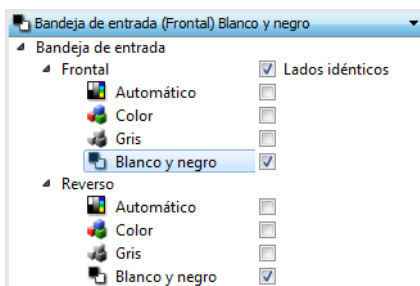 Bandeja de entrada (Frontal) Blanco y negro
Bandeja de entrada
Frontal Lados idénticos
Automático
Color
Gris
Blanco y negro
Reverso
Automático
Color
Gris
Blanco y negro